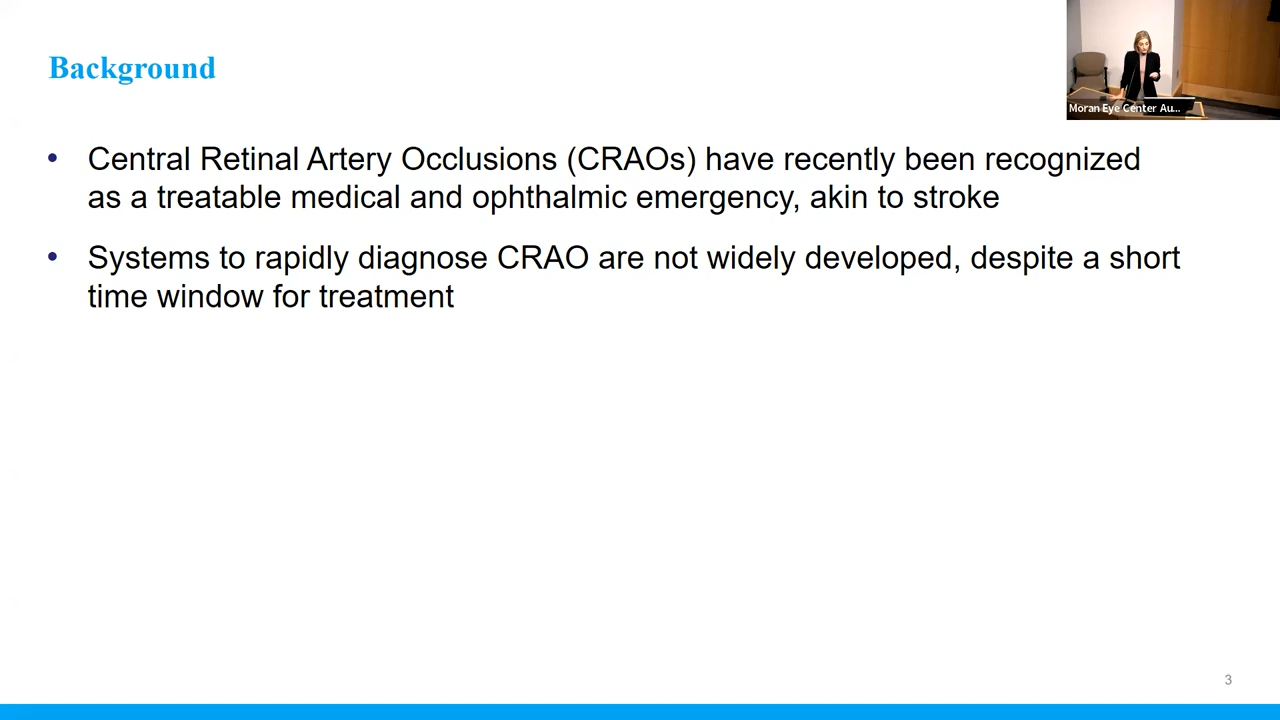 Background
Moran Eye Center Au...
• Central Retinal Artery Occlusions (CRAOs) have recently been recognized
as a treatable medical and ophthalmic emergency, akin to stroke
• Systems to rapidly diagnose CRAO are not widely developed, despite a short
time window for treatment
3